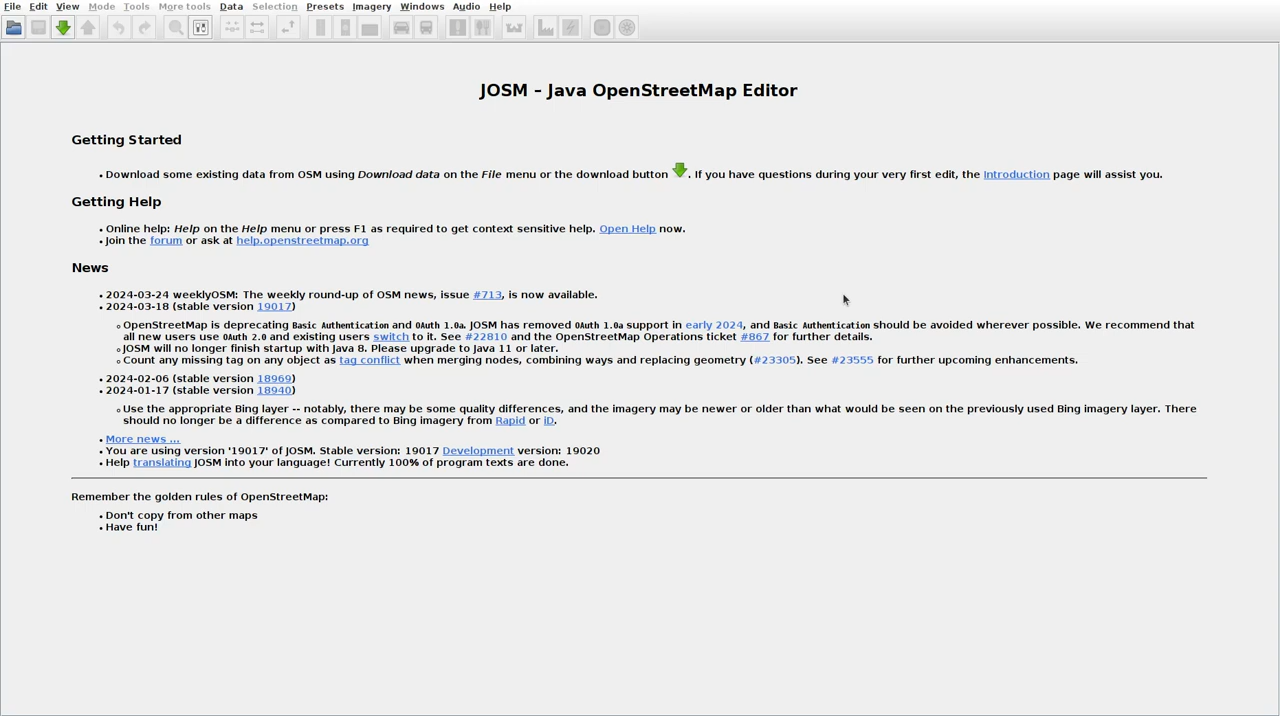 File Edit View Mode Tools More tools Data Selection Presets Imagery Windows Audio Help
JOSM – Java OpenStreetMap Editor
Getting Started
• Download some existing data from OSM using Download data on the File menu or the download button . If you have questions during your very first edit, the Introduction page will assist you.
Getting Help
• Online help: Help on the Help menu or press F1 as required to get context sensitive help. Open Help now.
• Join the forum or ask at help.openstreetmap.org
News
• 2024-03-24 weeklyOSM: The weekly round-up of OSM news, issue #713, is now available.
• 2024-03-18 (stable version 19017)
◦ OpenStreetMap is deprecating Basic Authentication and OAuth 1.0a. JOSM has removed OAuth 1.0a support in early 2024, and Basic Authentication should be avoided wherever possible. We recommend that
all new users use OAuth 2.0 and existing users switch to it. See #22810 and the OpenStreetMap Operations ticket #867 for further details.
◦ JOSM will no longer finish startup with Java 8. Please upgrade to Java 11 or later.
◦ Count any missing tag on any object as tag conflict when merging nodes, combining ways and replacing geometry (#23305). See #23555 for further upcoming enhancements.
• 2024-02-06 (stable version 18969)
• 2024-01-17 (stable version 18940)
◦ Use the appropriate Bing layer -- notably, there may be some quality differences, and the imagery may be newer or older than what would be seen on the previously used Bing imagery layer. There
should no longer be a difference as compared to Bing imagery from Rapid or iD.
• More news ...
• You are using version '19017' of JOSM. Stable version: 19017 Development version: 19020
• Help translating JOSM into your language! Currently 100% of program texts are done.
Remember the golden rules of OpenStreetMap:
• Don't copy from other maps
• Have fun!